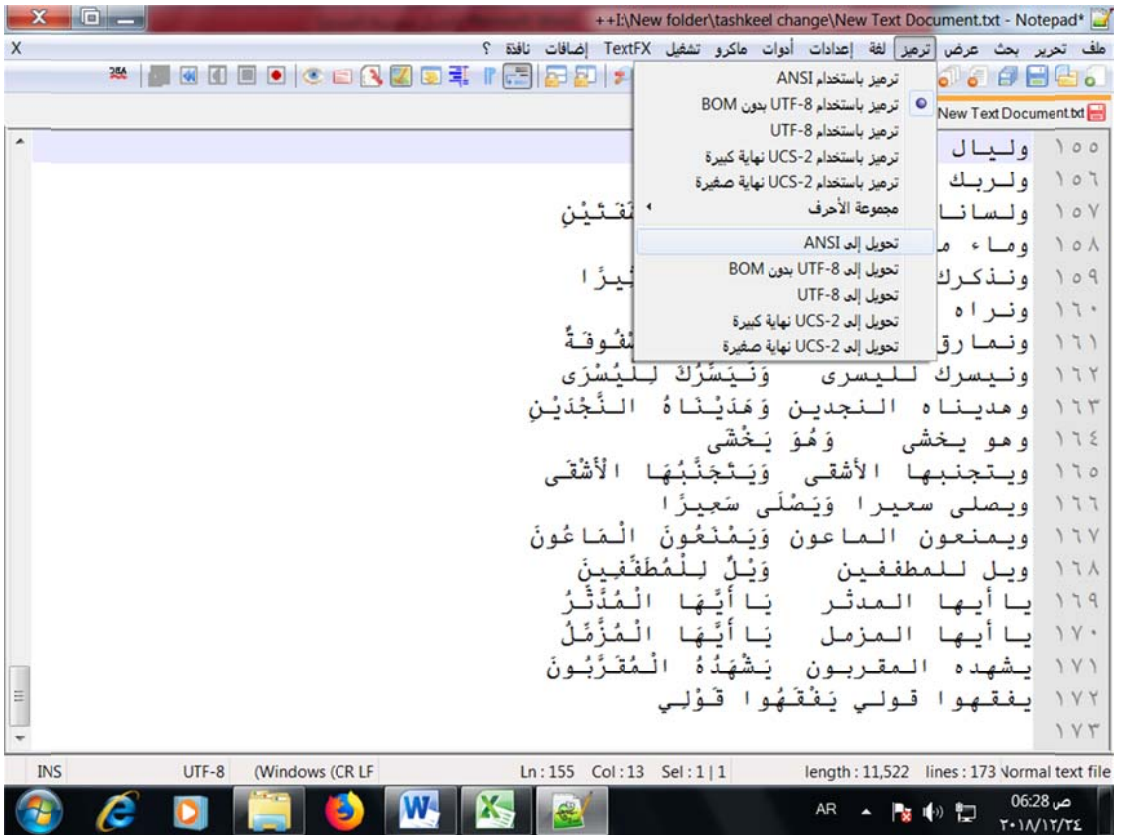 ++I:\New folder\tashkeel change\New Text Document.txt - Notepad*
ملف تحرير بحث عرض ترميز لغة إعدادات أدوات ماكرو تشغيل TextFX إضافات نافذة ؟ X
ترميز باستخدام ANSI
ترميز باستخدام UTF-8 بدون BOM
ترميز باستخدام UTF-8
ترميز باستخدام UCS-2 نهاية كبيرة
ترميز باستخدام UCS-2 نهاية صغيرة
مجموعة الأحرف
تحويل إلى ANSI
تحويل إلى UTF-8 بدون BOM
تحويل إلى UTF-8
تحويل إلى UCS-2 نهاية كبيرة
تحويل إلى UCS-2 نهاية صغيرة
New Text Document.txt
١٥٥ وليال
١٥٦ ولربك
١٥٧ ولسانا
١٥٨ وماء
١٥٩ ونذكرك
١٦٠ ونراه
١٦١ ونمارق
١٦٢ ونيسرك لليسرى وَنُيَسِّرُكَ لِلْيُسْرَى
١٦٣ وهديناه النجدين وَهَدَيْنَاهُ النَّجْدَيْنِ
١٦٤ وهو يخشى وَهُوَ يَخْشَى
١٦٥ ويتجنبها الأشقى وَيَتَجَنَّبُهَا الْأَشْقَى
١٦٦ ويصلى سعيرا وَيَصْلَى سَعِيرًا
١٦٧ ويمنعون الماعون وَيَمْنَعُونَ الْمَاعُونَ
١٦٨ ويل للمطففين وَيْلٌ لِلْمُطَفِّفِينَ
١٦٩ يا أيها المدثر يَا أَيُّهَا الْمُدَّثِّرُ
١٧٠ يا أيها المزمل يَا أَيُّهَا الْمُزَّمِّلُ
١٧١ يشهده المقربون يَشْهَدُهُ الْمُقَرَّبُونَ
١٧٢ يفقهوا قولي يَفْقَهُوا قَوْلِي
١٧٣
INS UTF-8 (Windows (CR LF Ln : 155 Col : 13 Sel : 1 | 1 length : 11,522 lines : 173 Normal text file
AR 06:28 ص
٢٠١٨/١٢/٢٤